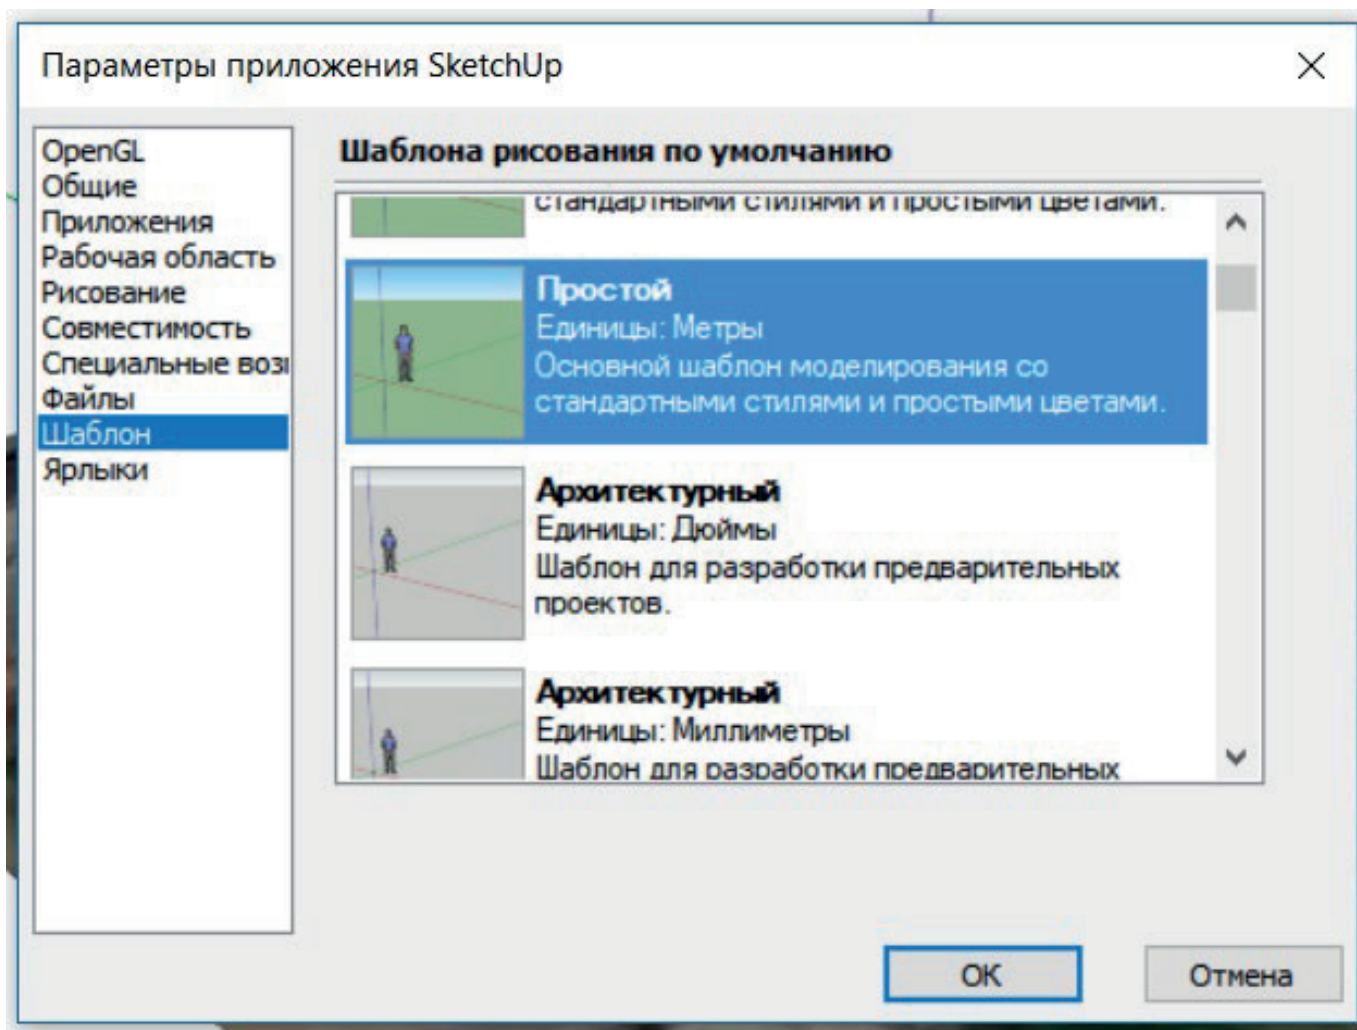 Параметры приложения SketchUp
OpenGL
Общие
Приложения
Рабочая область
Рисование
Совместимость
Специальные возм
Файлы
Шаблон
Ярлыки
Шаблона рисования по умолчанию
стандартными стилями и простыми цветами.
Простой
Единицы: Метры
Основной шаблон моделирования со
стандартными стилями и простыми цветами.
Архитектурный
Единицы: Дюймы
Шаблон для разработки предварительных
проектов.
Архитектурный
Единицы: Миллиметры
Шаблон для разработки предварительных
OK
Отмена